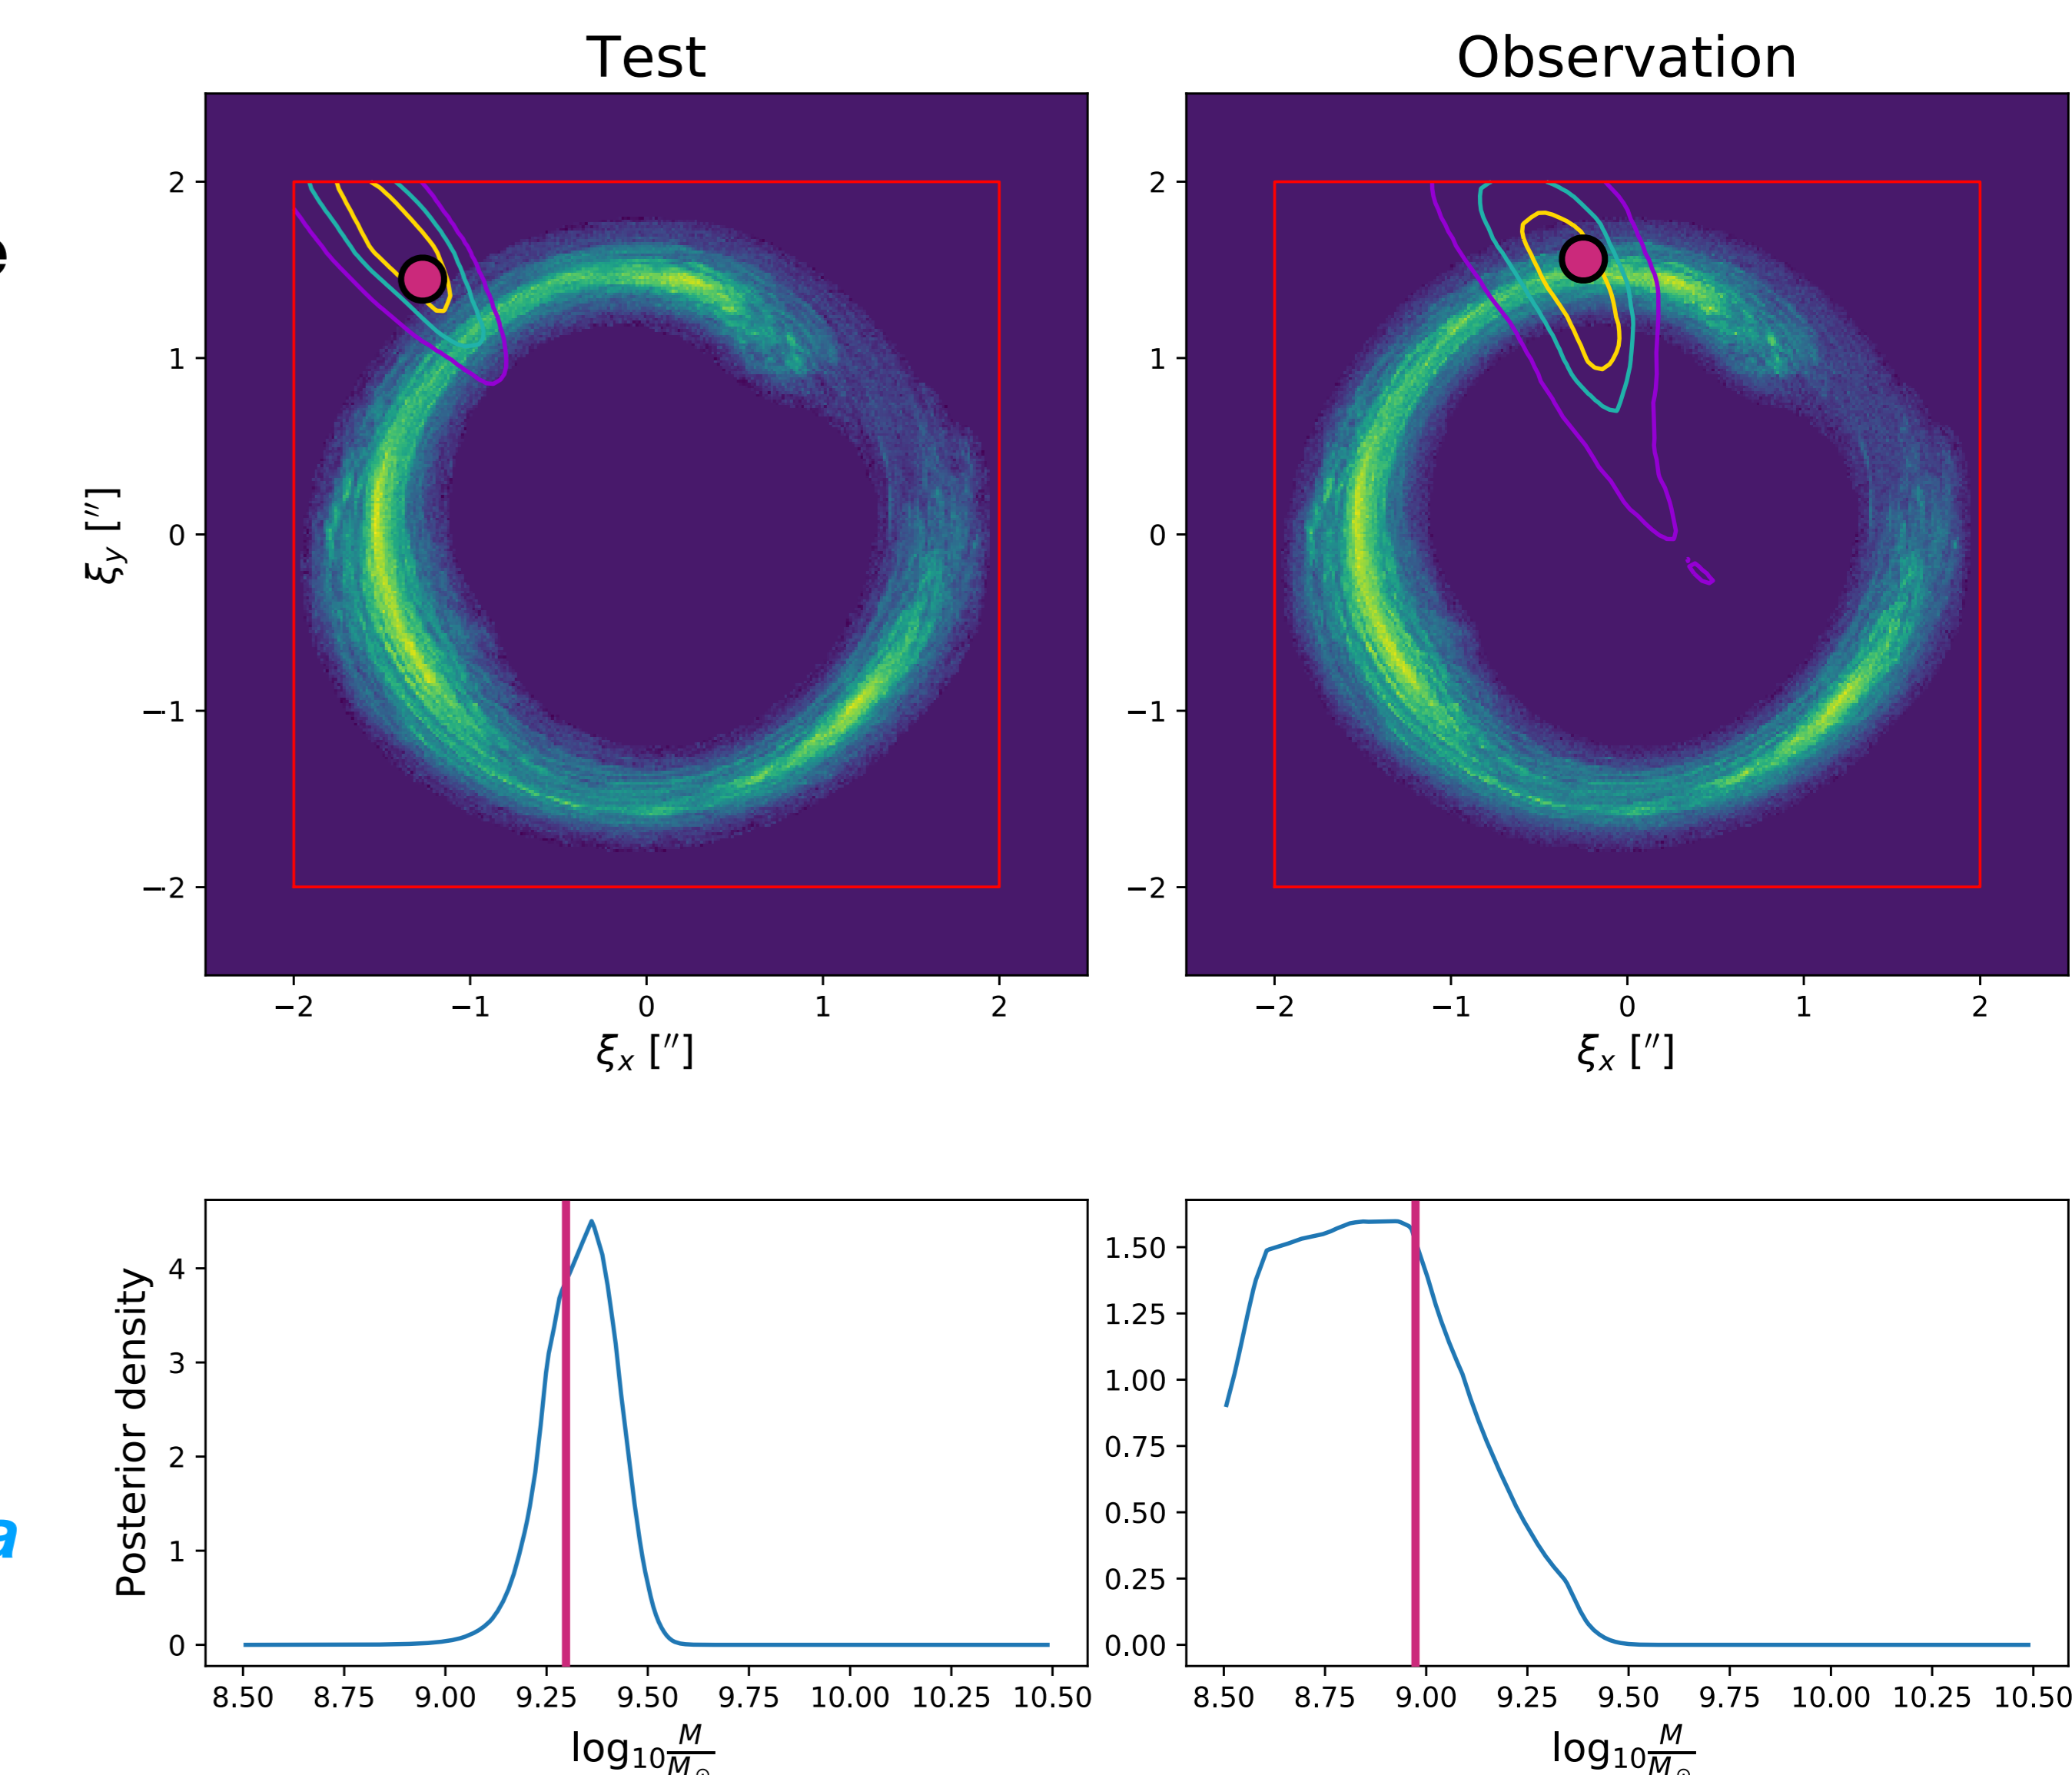 Test
Observation
e
2
1
0
−1
−2
ξy [″]
−2 −1 0 1 2
ξx [″]
2
1
0
−1
−2
−2 −1 0 1 2
ξx [″]
a
Posterior density
4
3
2
1
0
8.50 8.75 9.00 9.25 9.50 9.75 10.00 10.25 10.50
log10 M/M⊙
1.50
1.25
1.00
0.75
0.50
0.25
0.00
8.50 8.75 9.00 9.25 9.50 9.75 10.00 10.25 10.50
log10 M/M⊙